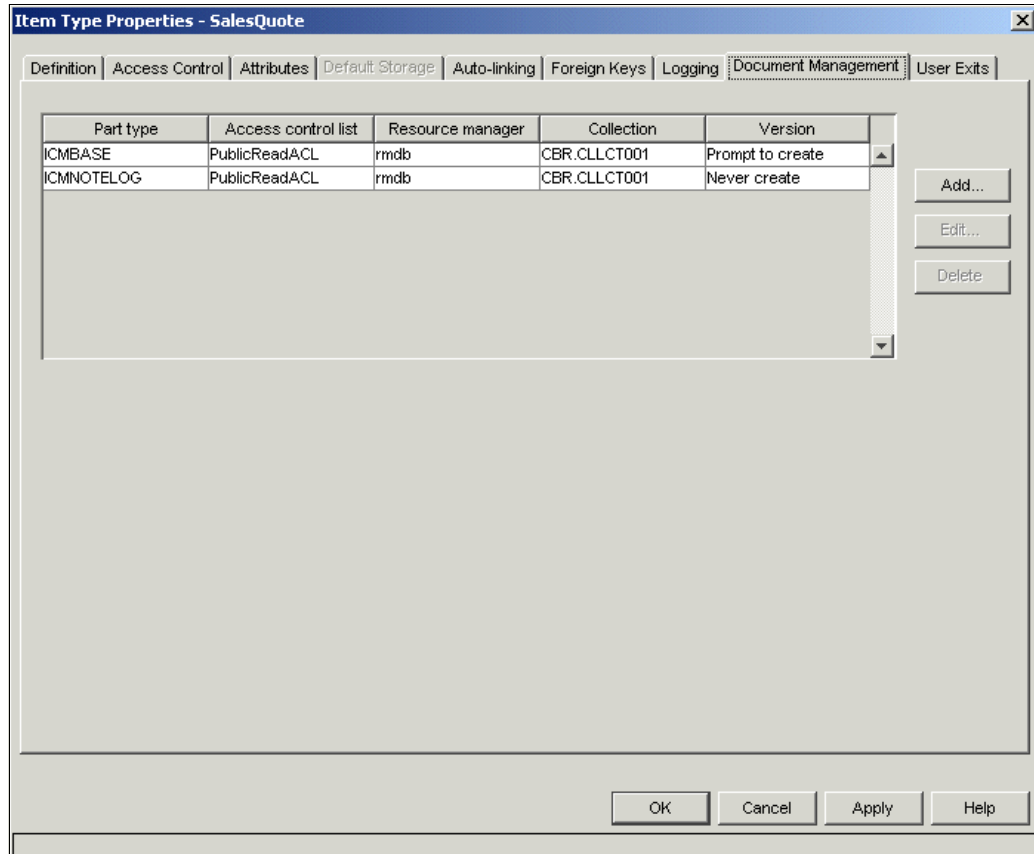 Item Type Properties - SalesQuote
Definition Access Control Attributes Default Storage Auto-linking Foreign Keys Logging Document Management User Exits
Part type Access control list Resource manager Collection Version
ICMBASE PublicReadACL rmdb CBR.CLLCT001 Prompt to create
ICMNOTELOG PublicReadACL rmdb CBR.CLLCT001 Never create
Add...
Edit...
Delete
OK Cancel Apply Help